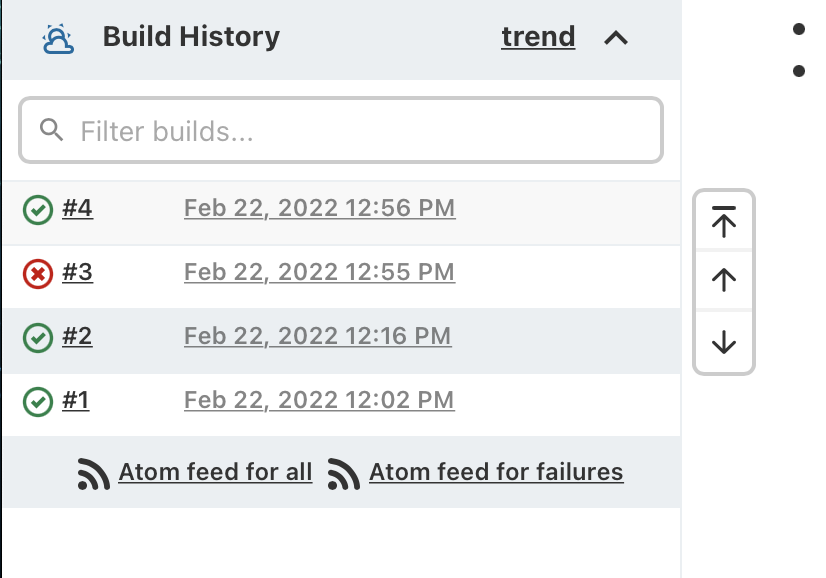 Build History trend
Filter builds...
#4 Feb 22, 2022 12:56 PM
#3 Feb 22, 2022 12:55 PM
#2 Feb 22, 2022 12:16 PM
#1 Feb 22, 2022 12:02 PM
Atom feed for all Atom feed for failures